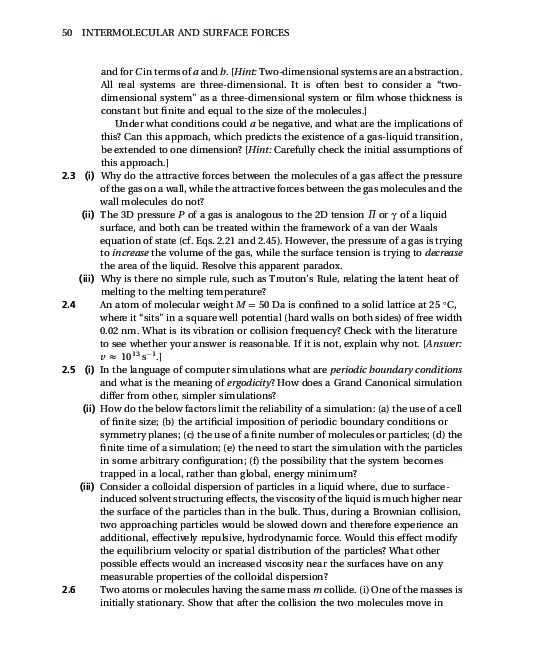 50 INTERMOLECULAR AND SURFACE FORCES
and for C in terms of a and b. [Hint: Two-dimensional systems are an abstraction.
All real systems are three-dimensional. It is often best to consider a “two-
dimensional system” as a three-dimensional system or film whose thickness is
constant but finite and equal to the size of the molecules.]
Under what conditions could a be negative, and what are the implications of
this? Can this approach, which predicts the existence of a gas-liquid transition,
be extended to one dimension? [Hint: Carefully check the initial assumptions of
this approach.]
2.3 (i) Why do the attractive forces between the molecules of a gas affect the pressure
of the gas on a wall, while the attractive forces between the gas molecules and the
wall molecules do not?
(ii) The 3D pressure P of a gas is analogous to the 2D tension Π or γ of a liquid
surface, and both can be treated within the framework of a van der Waals
equation of state (cf. Eqs. 2.21 and 2.45). However, the pressure of a gas is trying
to increase the volume of the gas, while the surface tension is trying to decrease
the area of the liquid. Resolve this apparent paradox.
(iii) Why is there no simple rule, such as Trouton’s Rule, relating the latent heat of
melting to the melting temperature?
2.4 An atom of molecular weight M = 50 Da is confined to a solid lattice at 25 °C,
where it “sits” in a square well potential (hard walls on both sides) of free width
0.02 nm. What is its vibration or collision frequency? Check with the literature
to see whether your answer is reasonable. If it is not, explain why not. [Answer:
ν ≈ 10¹³ s⁻¹.]
2.5 (i) In the language of computer simulations what are periodic boundary conditions
and what is the meaning of ergodicity? How does a Grand Canonical simulation
differ from other, simpler simulations?
(ii) How do the below factors limit the reliability of a simulation: (a) the use of a cell
of finite size; (b) the artificial imposition of periodic boundary conditions or
symmetry planes; (c) the use of a finite number of molecules or particles; (d) the
finite time of a simulation; (e) the need to start the simulation with the particles
in some arbitrary configuration; (f) the possibility that the system becomes
trapped in a local, rather than global, energy minimum?
(iii) Consider a colloidal dispersion of particles in a liquid where, due to surface-
induced solvent structuring effects, the viscosity of the liquid is much higher near
the surface of the particles than in the bulk. Thus, during a Brownian collision,
two approaching particles would be slowed down and therefore experience an
additional, effectively repulsive, hydrodynamic force. Would this effect modify
the equilibrium velocity or spatial distribution of the particles? What other
possible effects would an increased viscosity near the surfaces have on any
measurable properties of the colloidal dispersion?
2.6 Two atoms or molecules having the same mass m collide. (i) One of the masses is
initially stationary. Show that after the collision the two molecules move in